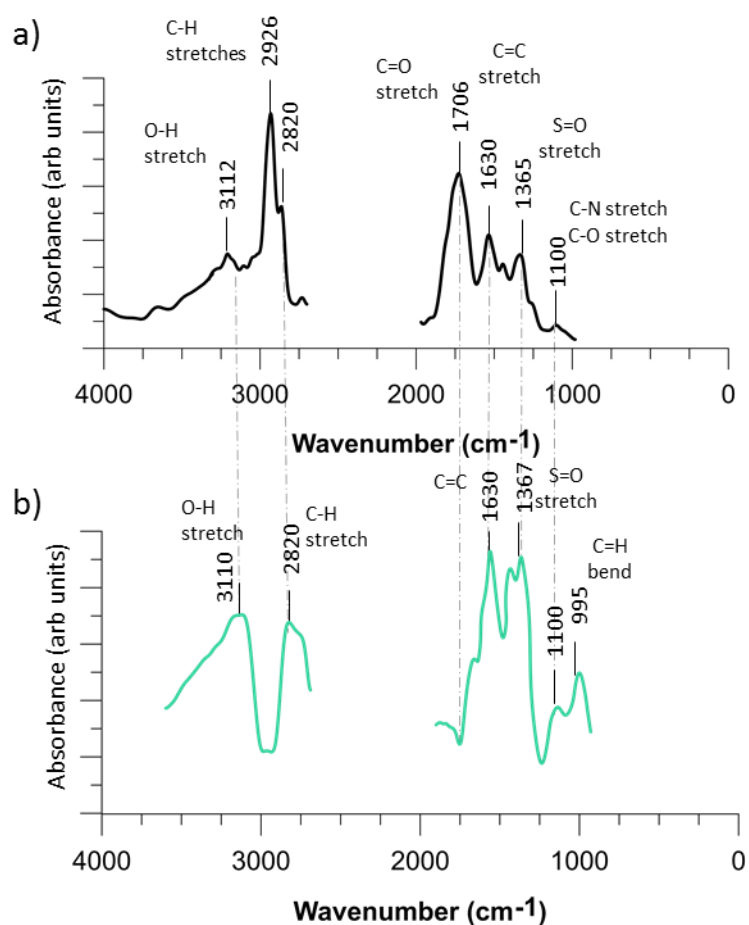 a)
C-H
stretches
2926
2820
O-H
stretch
3112
C=O
stretch
1706
C=C
stretch
1630
S=O
stretch
1365
C-N stretch
C-O stretch
1100
Absorbance (arb units)
4000 3000 2000 1000 0
Wavenumber (cm-1)
b)
O-H
stretch
3110
C-H
stretch
2820
C=C
1630
1367
S=O
stretch
C=H
bend
1100
995
Absorbance (arb units)
4000 3000 2000 1000 0
Wavenumber (cm-1)